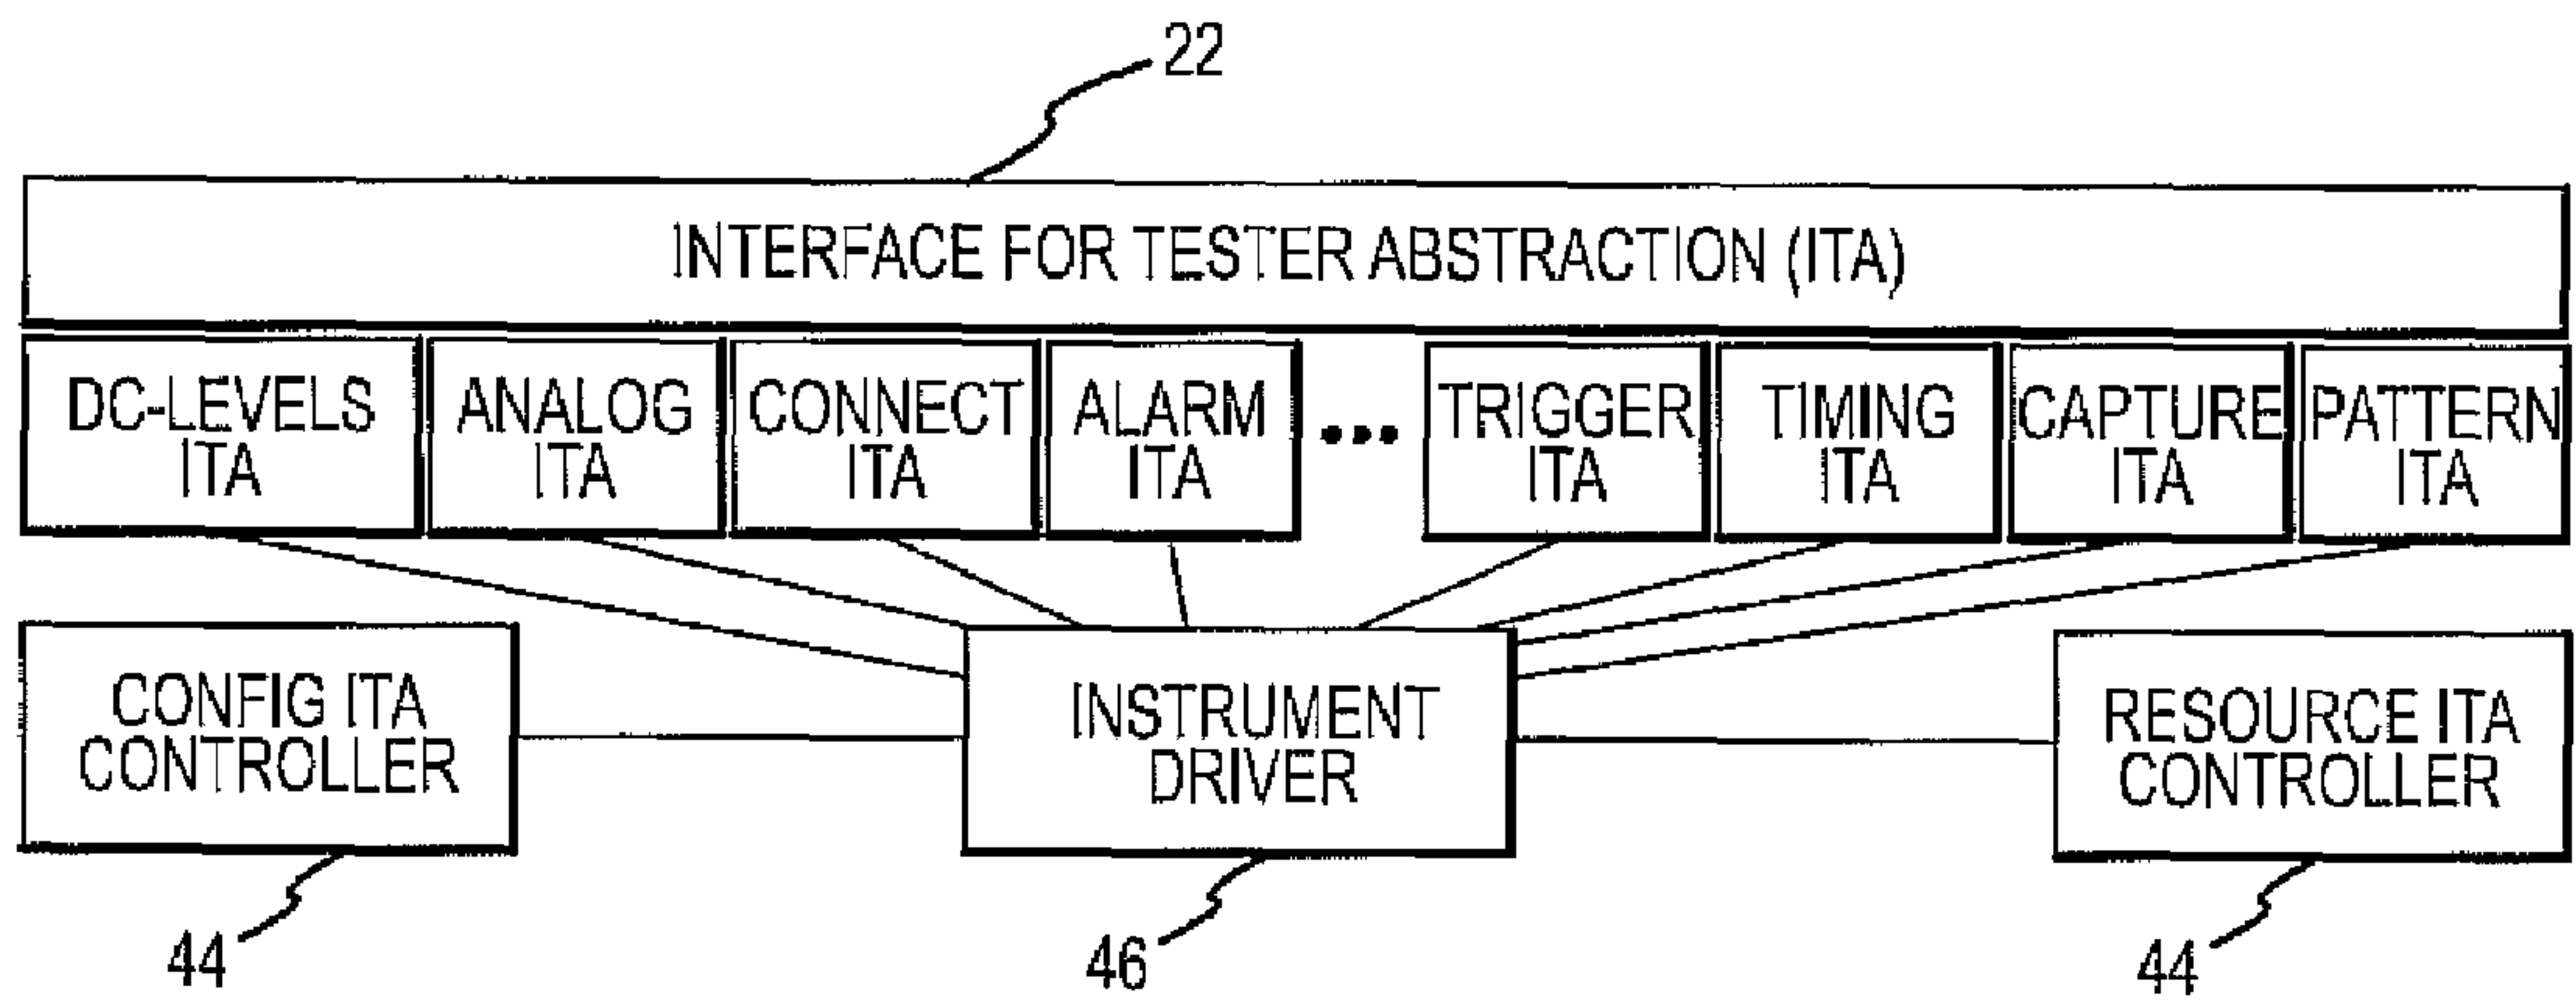 22
INTERFACE FOR TESTER ABSTRACTION (ITA)
DC-LEVELS
ITA
ANALOG
ITA
CONNECT
ITA
ALARM
ITA
...
TRIGGER
ITA
TIMING
ITA
CAPTURE
ITA
PATTERN
ITA
CONFIG ITA
CONTROLLER
INSTRUMENT
DRIVER
RESOURCE ITA
CONTROLLER
44
46
44